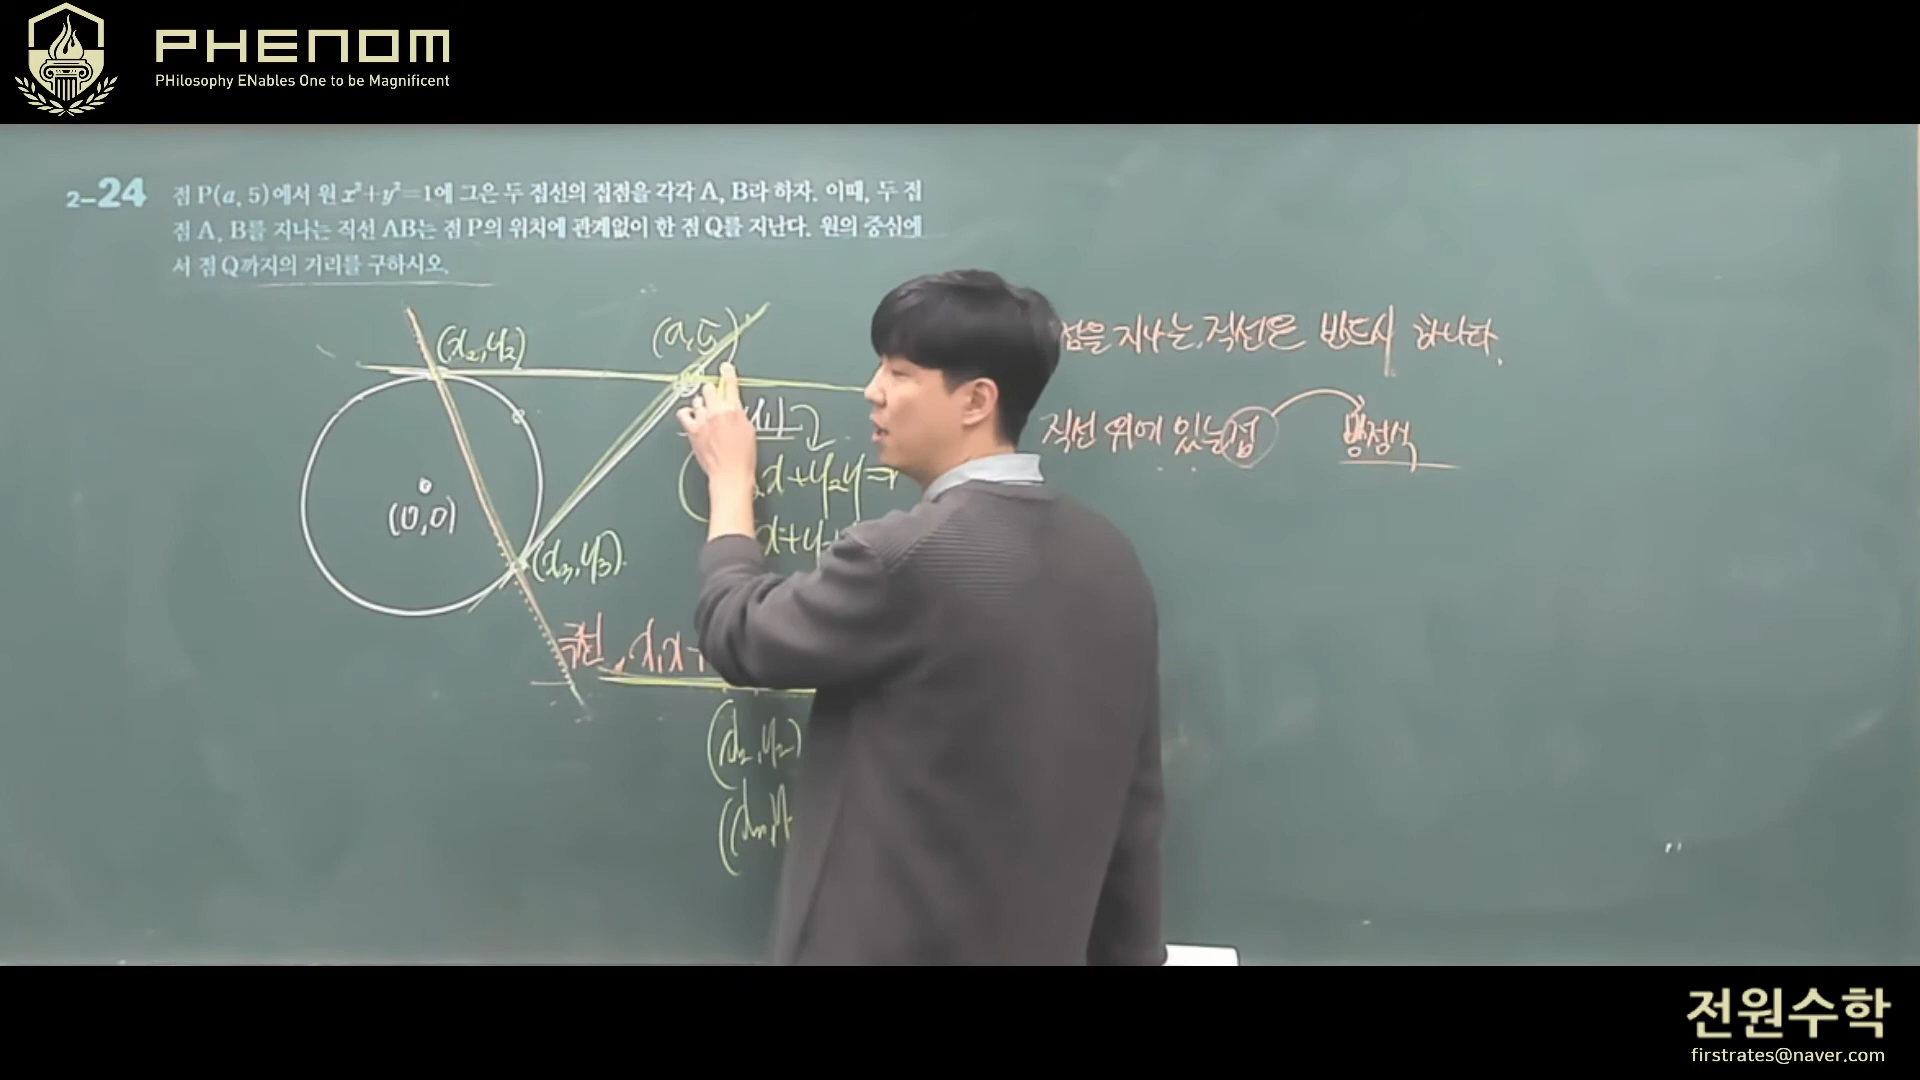 PHENOM
PHilosophy ENables One to be Magnificent
2-24 점 P(a, 5)에서 원 x²+y²=1에 그은 두 접선의 접점을 각각 A, B라 하자. 이때, 두 접
점 A, B를 지나는 직선 AB는 점 P의 위치에 관계없이 한 점 Q를 지난다. 원의 중심에
서 점 Q까지의 거리를 구하시오.
(x₂,y₂)
(a,5)
점을 지나는 직선은 반드시 하나다.
직선 위에 있는 점 방정식
x+y₂y=
(0,0)
x+y
(x₃,y₃)
x₁x+
(x₂,y₂)
전원수학
firstrates@naver.com